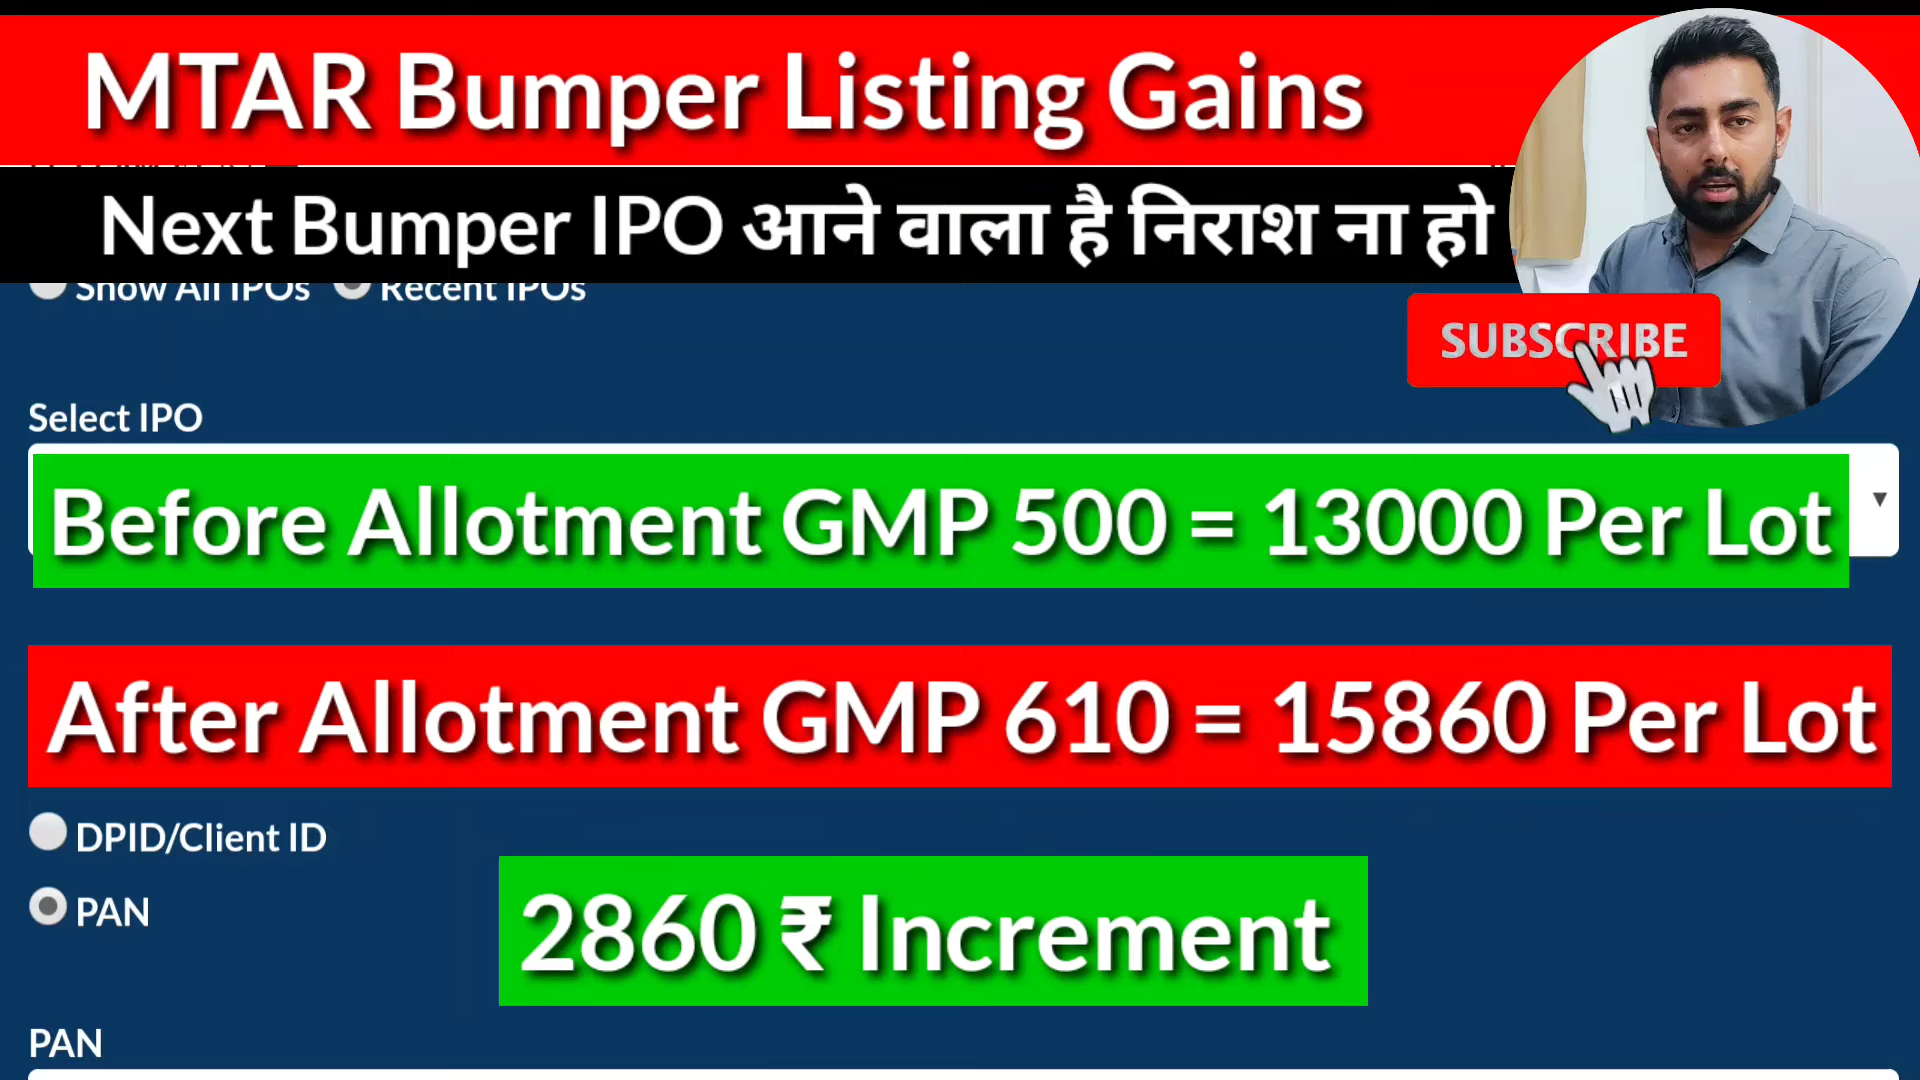 MTAR Bumper Listing Gains
Next Bumper IPO आने वाला है निराश ना हो
Show All IPOs Recent IPOs
SUBSCRIBE
Select IPO
Before Allotment GMP 500 = 13000 Per Lot
After Allotment GMP 610 = 15860 Per Lot
DPID/Client ID
PAN
2860 ₹ Increment
PAN